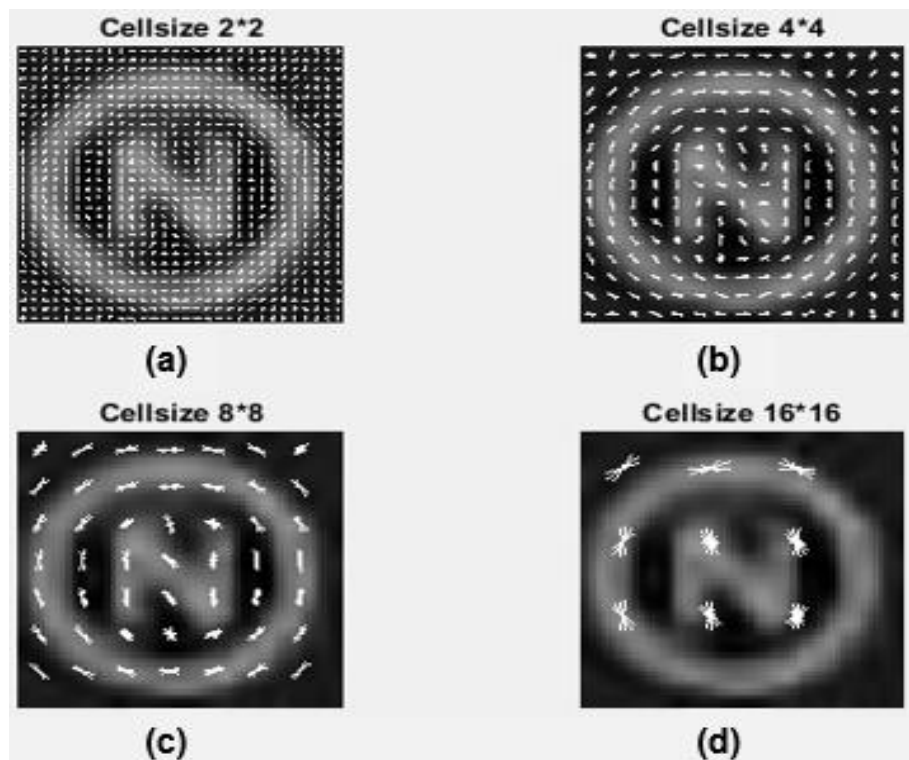 Cellsize 2*2
Cellsize 4*4
N
N
(a)
(b)
Cellsize 8*8
Cellsize 16*16
N
N
(c)
(d)